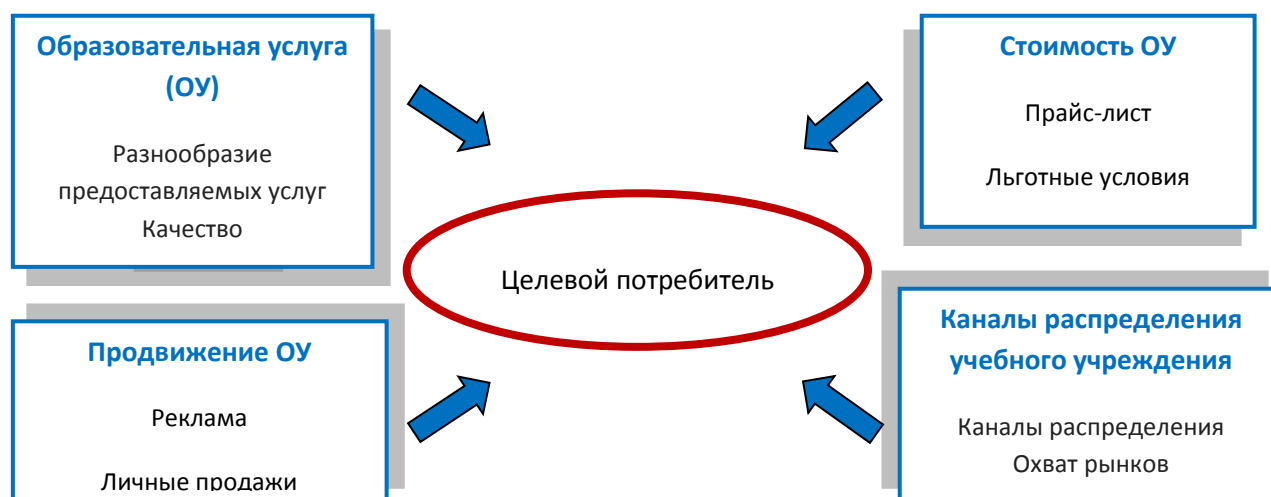 Образовательная услуга
(ОУ)
Разнообразие
предоставляемых услуг
Качество
Стоимость ОУ
Прайс-лист
Льготные условия
Целевой потребитель
Продвижение ОУ
Реклама
Личные продажи
Каналы распределения
учебного учреждения
Каналы распределения
Охват рынков